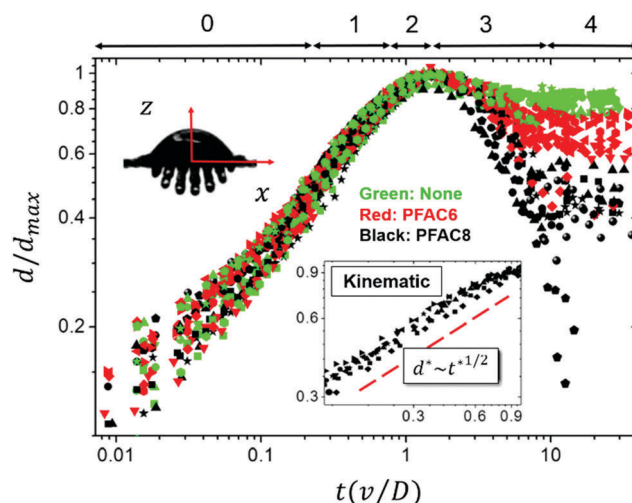 0 1 2 3 4
1
0.8
0.6
0.4
0.2
d/d_max
z
x
Green: None
Red: PFAC6
Black: PFAC8
Kinematic
0.9
0.6
0.3
d*~t*1/2
0.3 0.6 0.9
0.01 0.1 1 10
t(v/D)